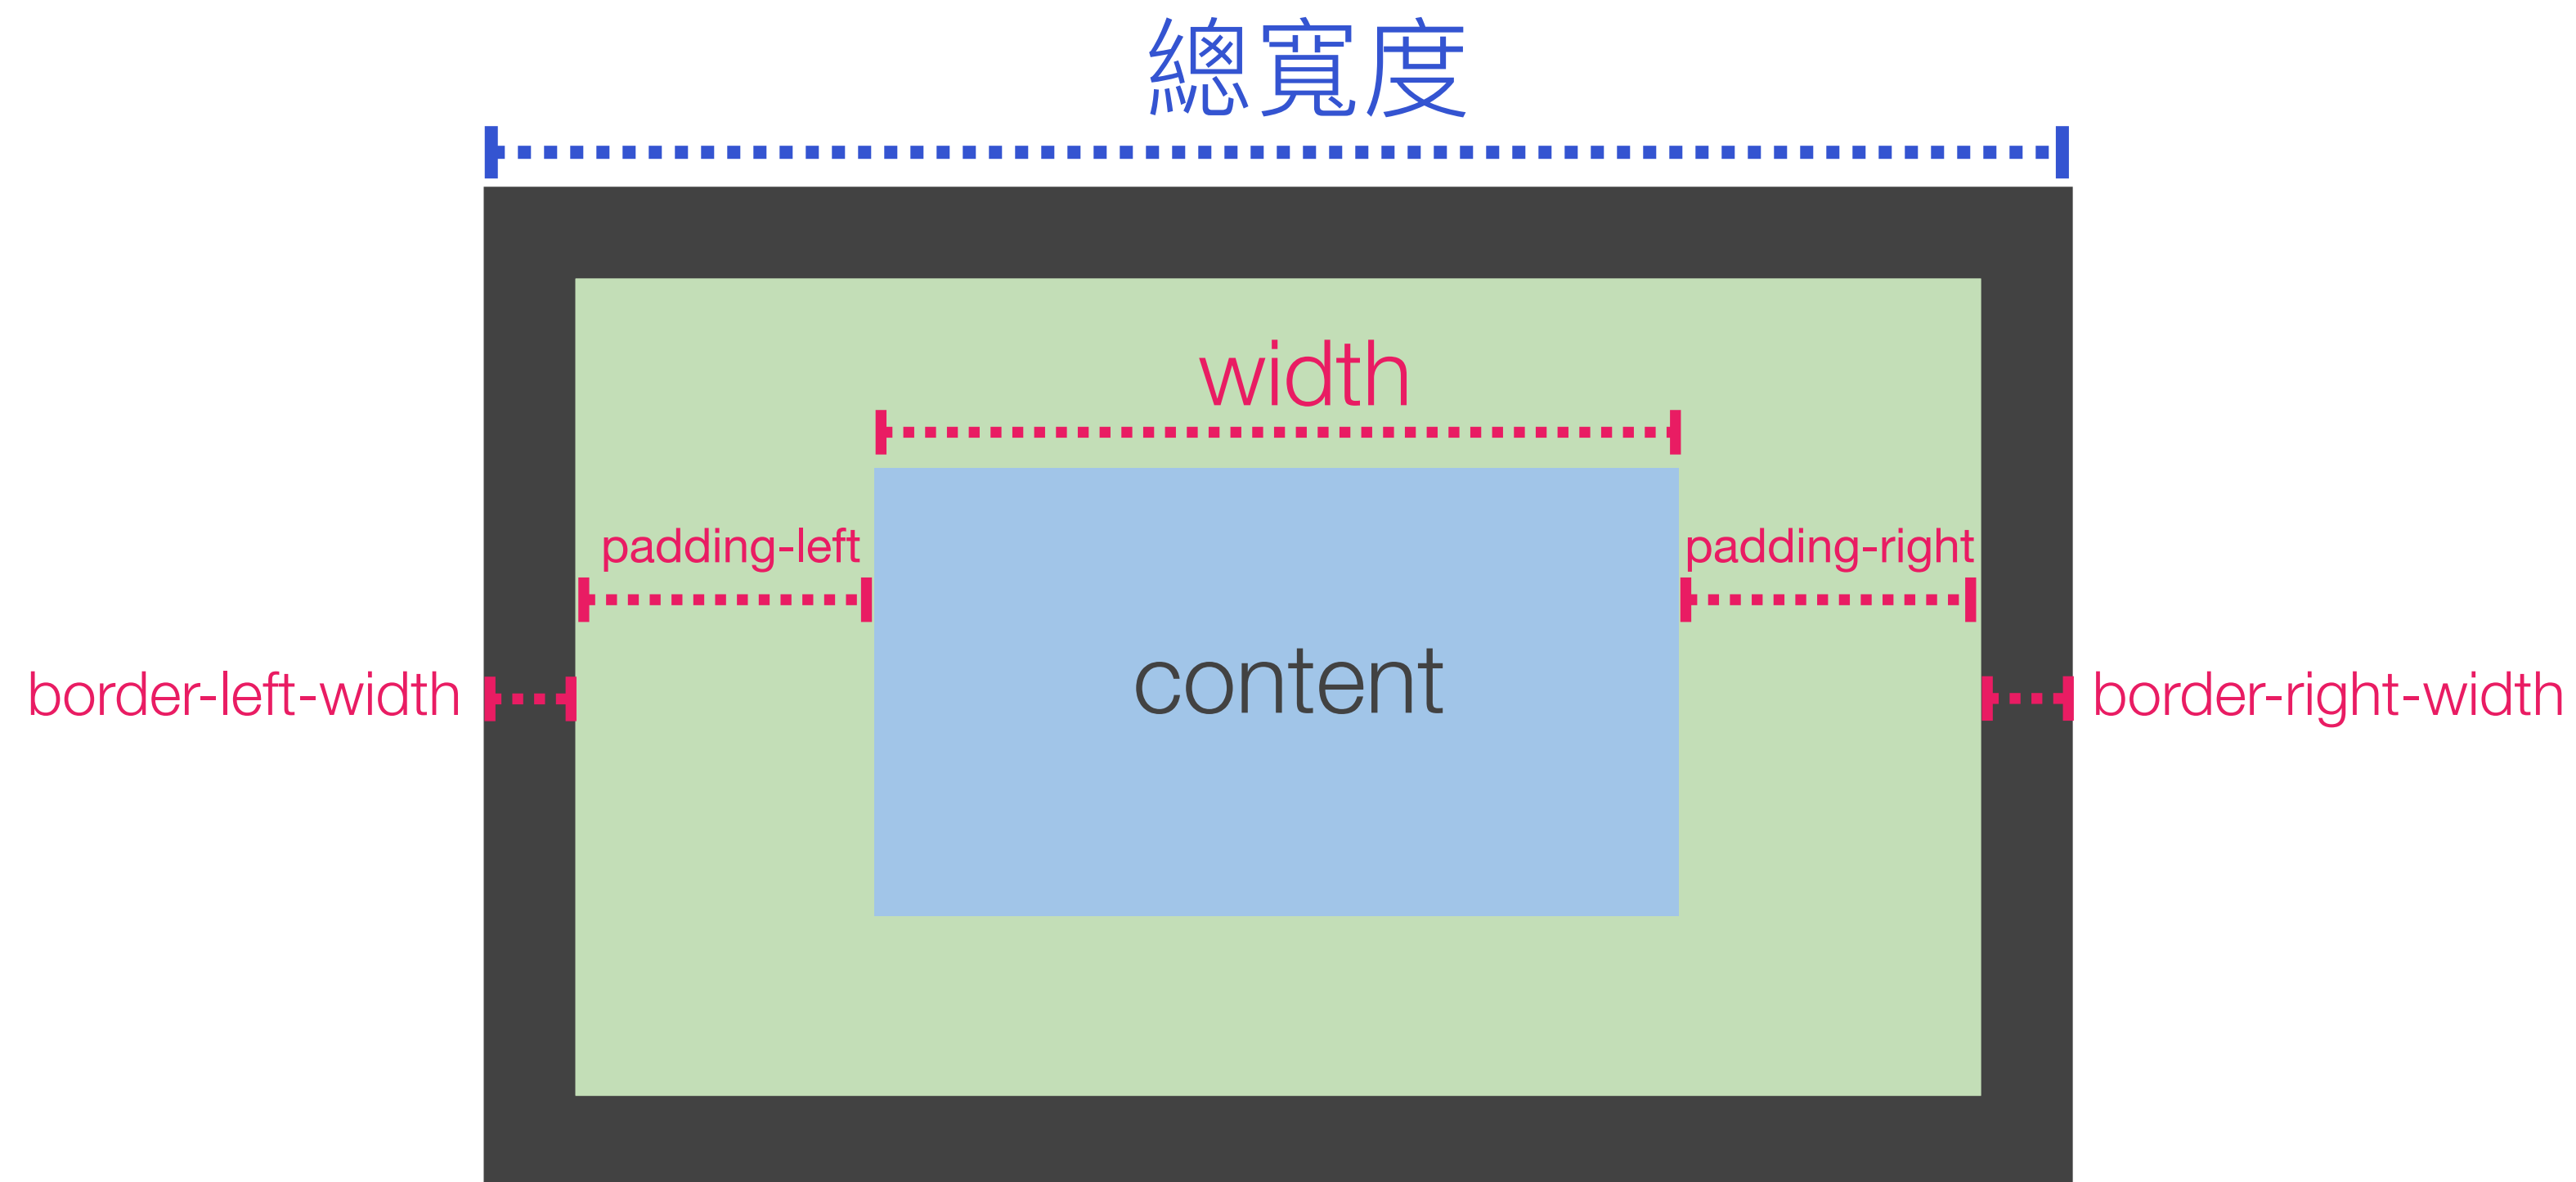 總寬度
width
padding-left
padding-right
content
border-left-width
border-right-width